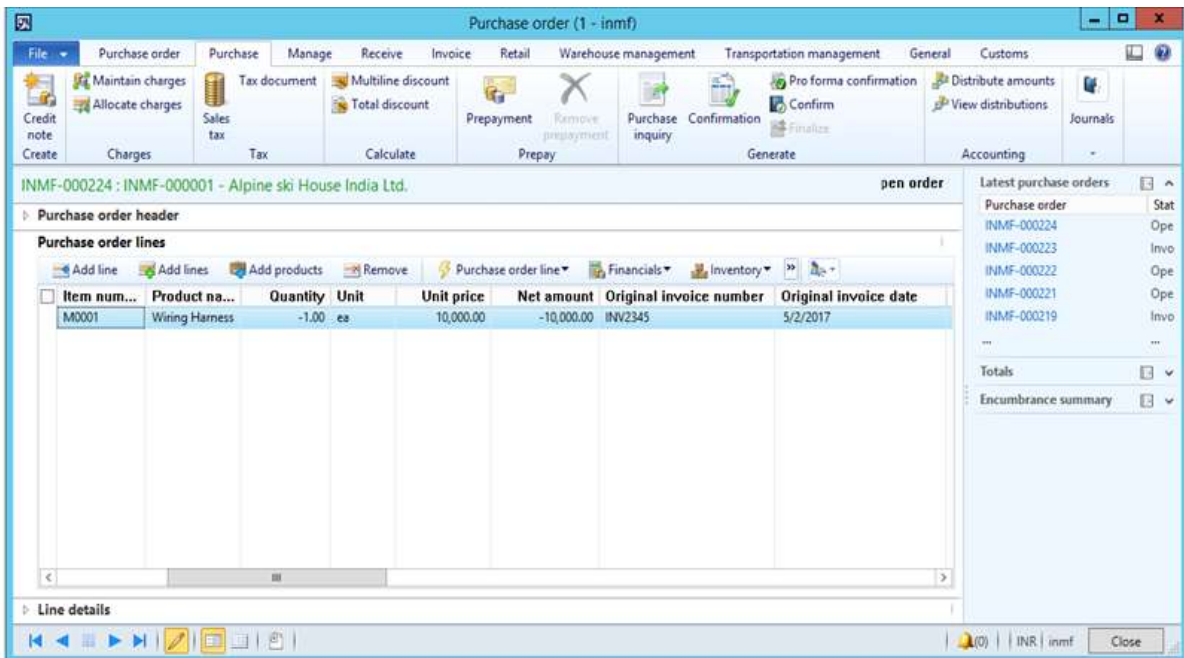 Purchase order (1 - inmf)
File Purchase order Purchase Manage Receive Invoice Retail Warehouse management Transportation management General Customs
Maintain charges Tax document Multiline discount Pro forma confirmation Distribute amounts
Allocate charges Total discount Confirm View distributions
Credit note Sales tax Prepayment Remove prepayment Purchase inquiry Confirmation Finalize Journals
Create Charges Tax Calculate Prepay Generate Accounting
INMF-000224 : INMF-000001 - Alpine ski House India Ltd. pen order
Purchase order header
Purchase order lines
Add line Add lines Add products Remove Purchase order line Financials Inventory
Item num... Product na... Quantity Unit Unit price Net amount Original invoice number Original invoice date
M0001 Wiring Harness -1.00 ea 10,000.00 -10,000.00 INV2345 5/2/2017
Line details
Latest purchase orders
Purchase order Stat
INMF-000224 Ope
INMF-000223 Invo
INMF-000222 Ope
INMF-000221 Ope
INMF-000219 Invo
... ...
Totals
Encumbrance summary
(0) INR inmf Close